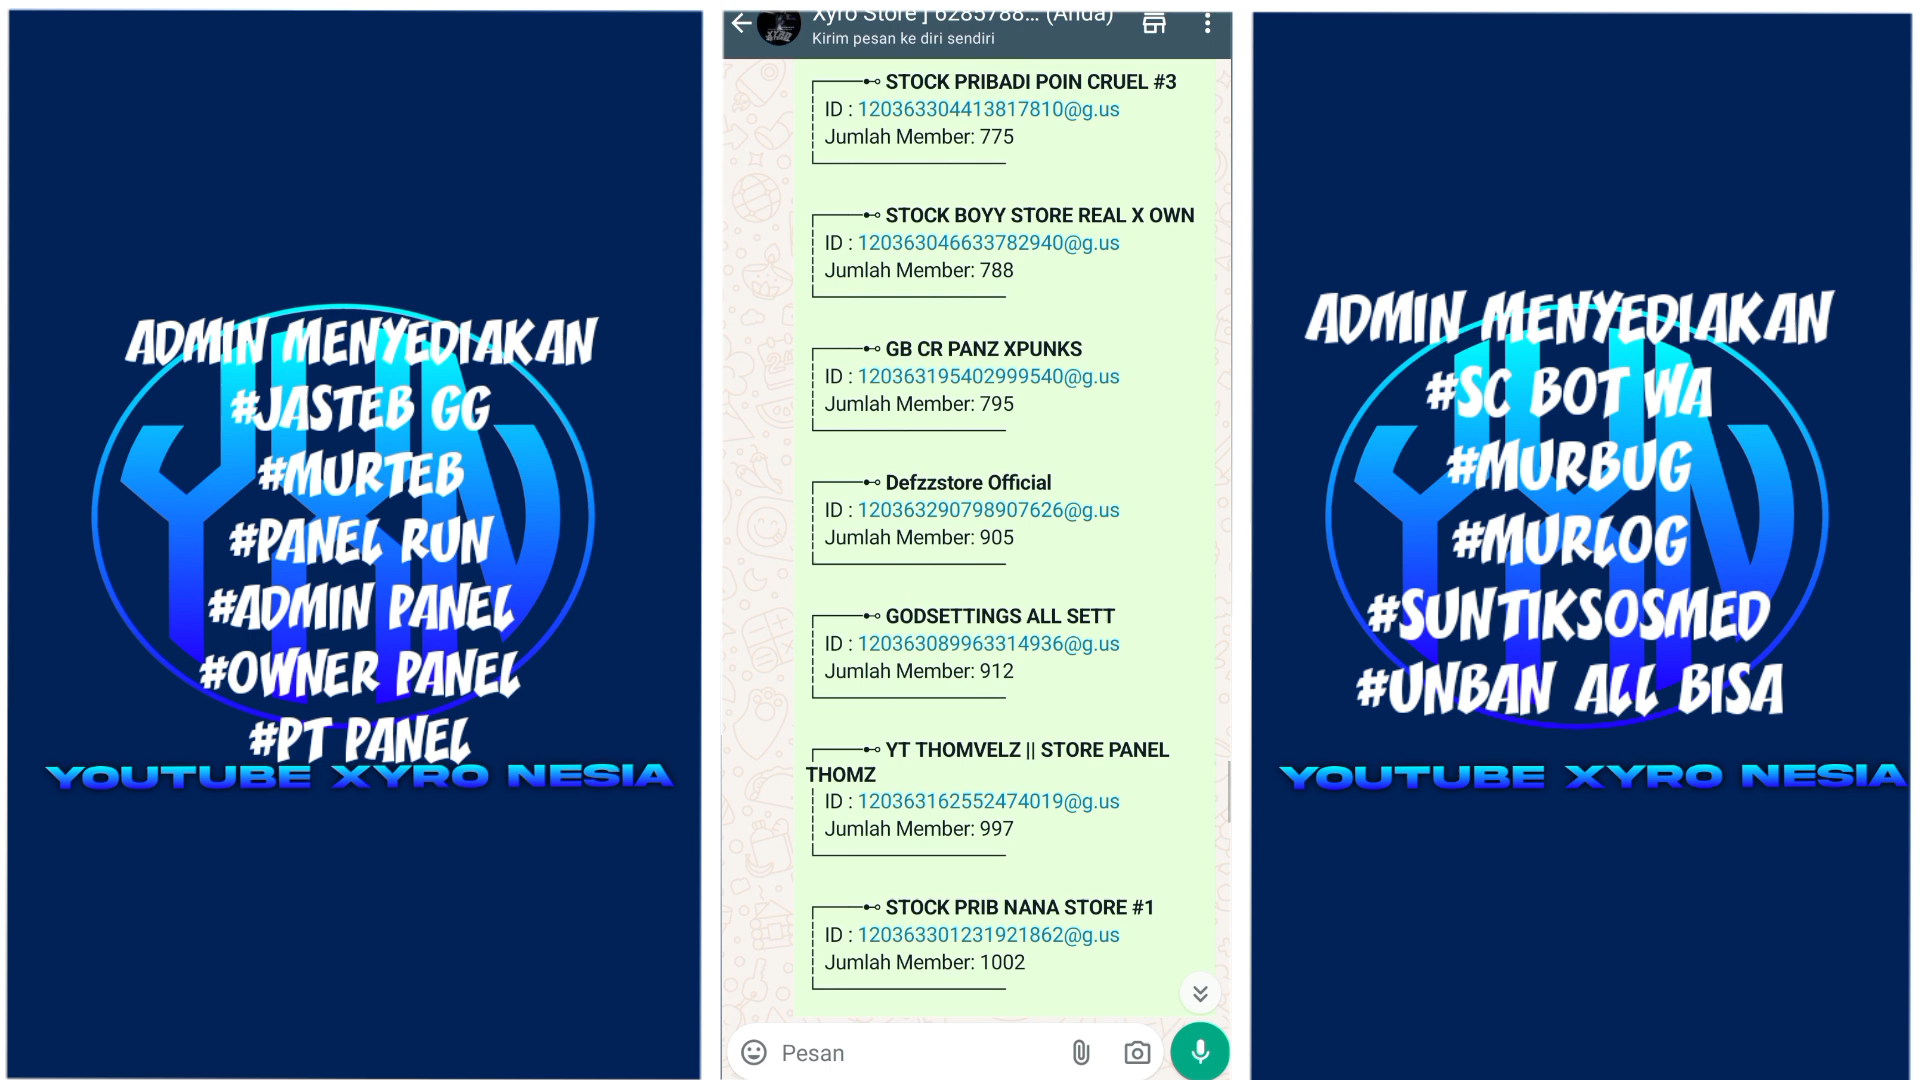 ADMIN MENYEDIAKAN
#JASTEB GG
#MURTEB
#PANEL RUN
#ADMIN PANEL
#OWNER PANEL
#PT PANEL
YOUTUBE XYRO NESIA
Xyro Store ] 6285788... (Anda)
Kirim pesan ke diri sendiri
STOCK PRIBADI POIN CRUEL #3
ID : 120363304413817810@g.us
Jumlah Member: 775
STOCK BOYY STORE REAL X OWN
ID : 120363046633782940@g.us
Jumlah Member: 788
GB CR PANZ XPUNKS
ID : 120363195402999540@g.us
Jumlah Member: 795
Defzzstore Official
ID : 120363290798907626@g.us
Jumlah Member: 905
GODSETTINGS ALL SETT
ID : 120363089963314936@g.us
Jumlah Member: 912
YT THOMVELZ || STORE PANEL
THOMZ
ID : 120363162552474019@g.us
Jumlah Member: 997
STOCK PRIB NANA STORE #1
ID : 120363301231921862@g.us
Jumlah Member: 1002
Pesan
ADMIN MENYEDIAKAN
#SC BOT WA
#MURBUG
#MURLOG
#SUNTIKSOSMED
#UNBAN ALL BISA
YOUTUBE XYRO NESIA